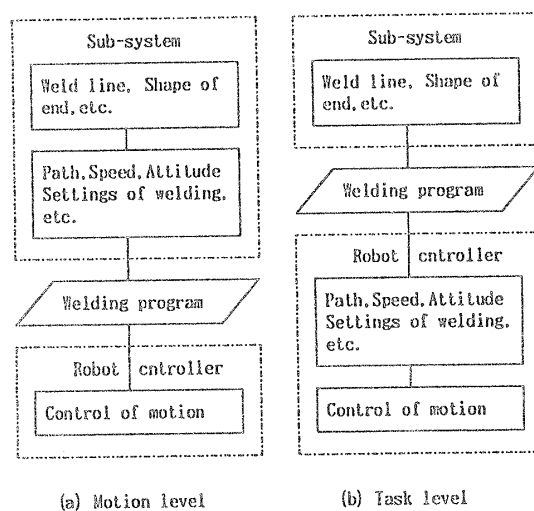 Sub-system
Weld line, Shape of
end, etc.
Path, Speed, Attitude
Settings of welding,
etc.
Welding program
Robot cntroller
Control of motion
(a) Motion level
Sub-system
Weld line, Shape of
end, etc.
Welding program
Robot cntroller
Path, Speed, Attitude
Settings of welding,
etc.
Control of motion
(b) Task level